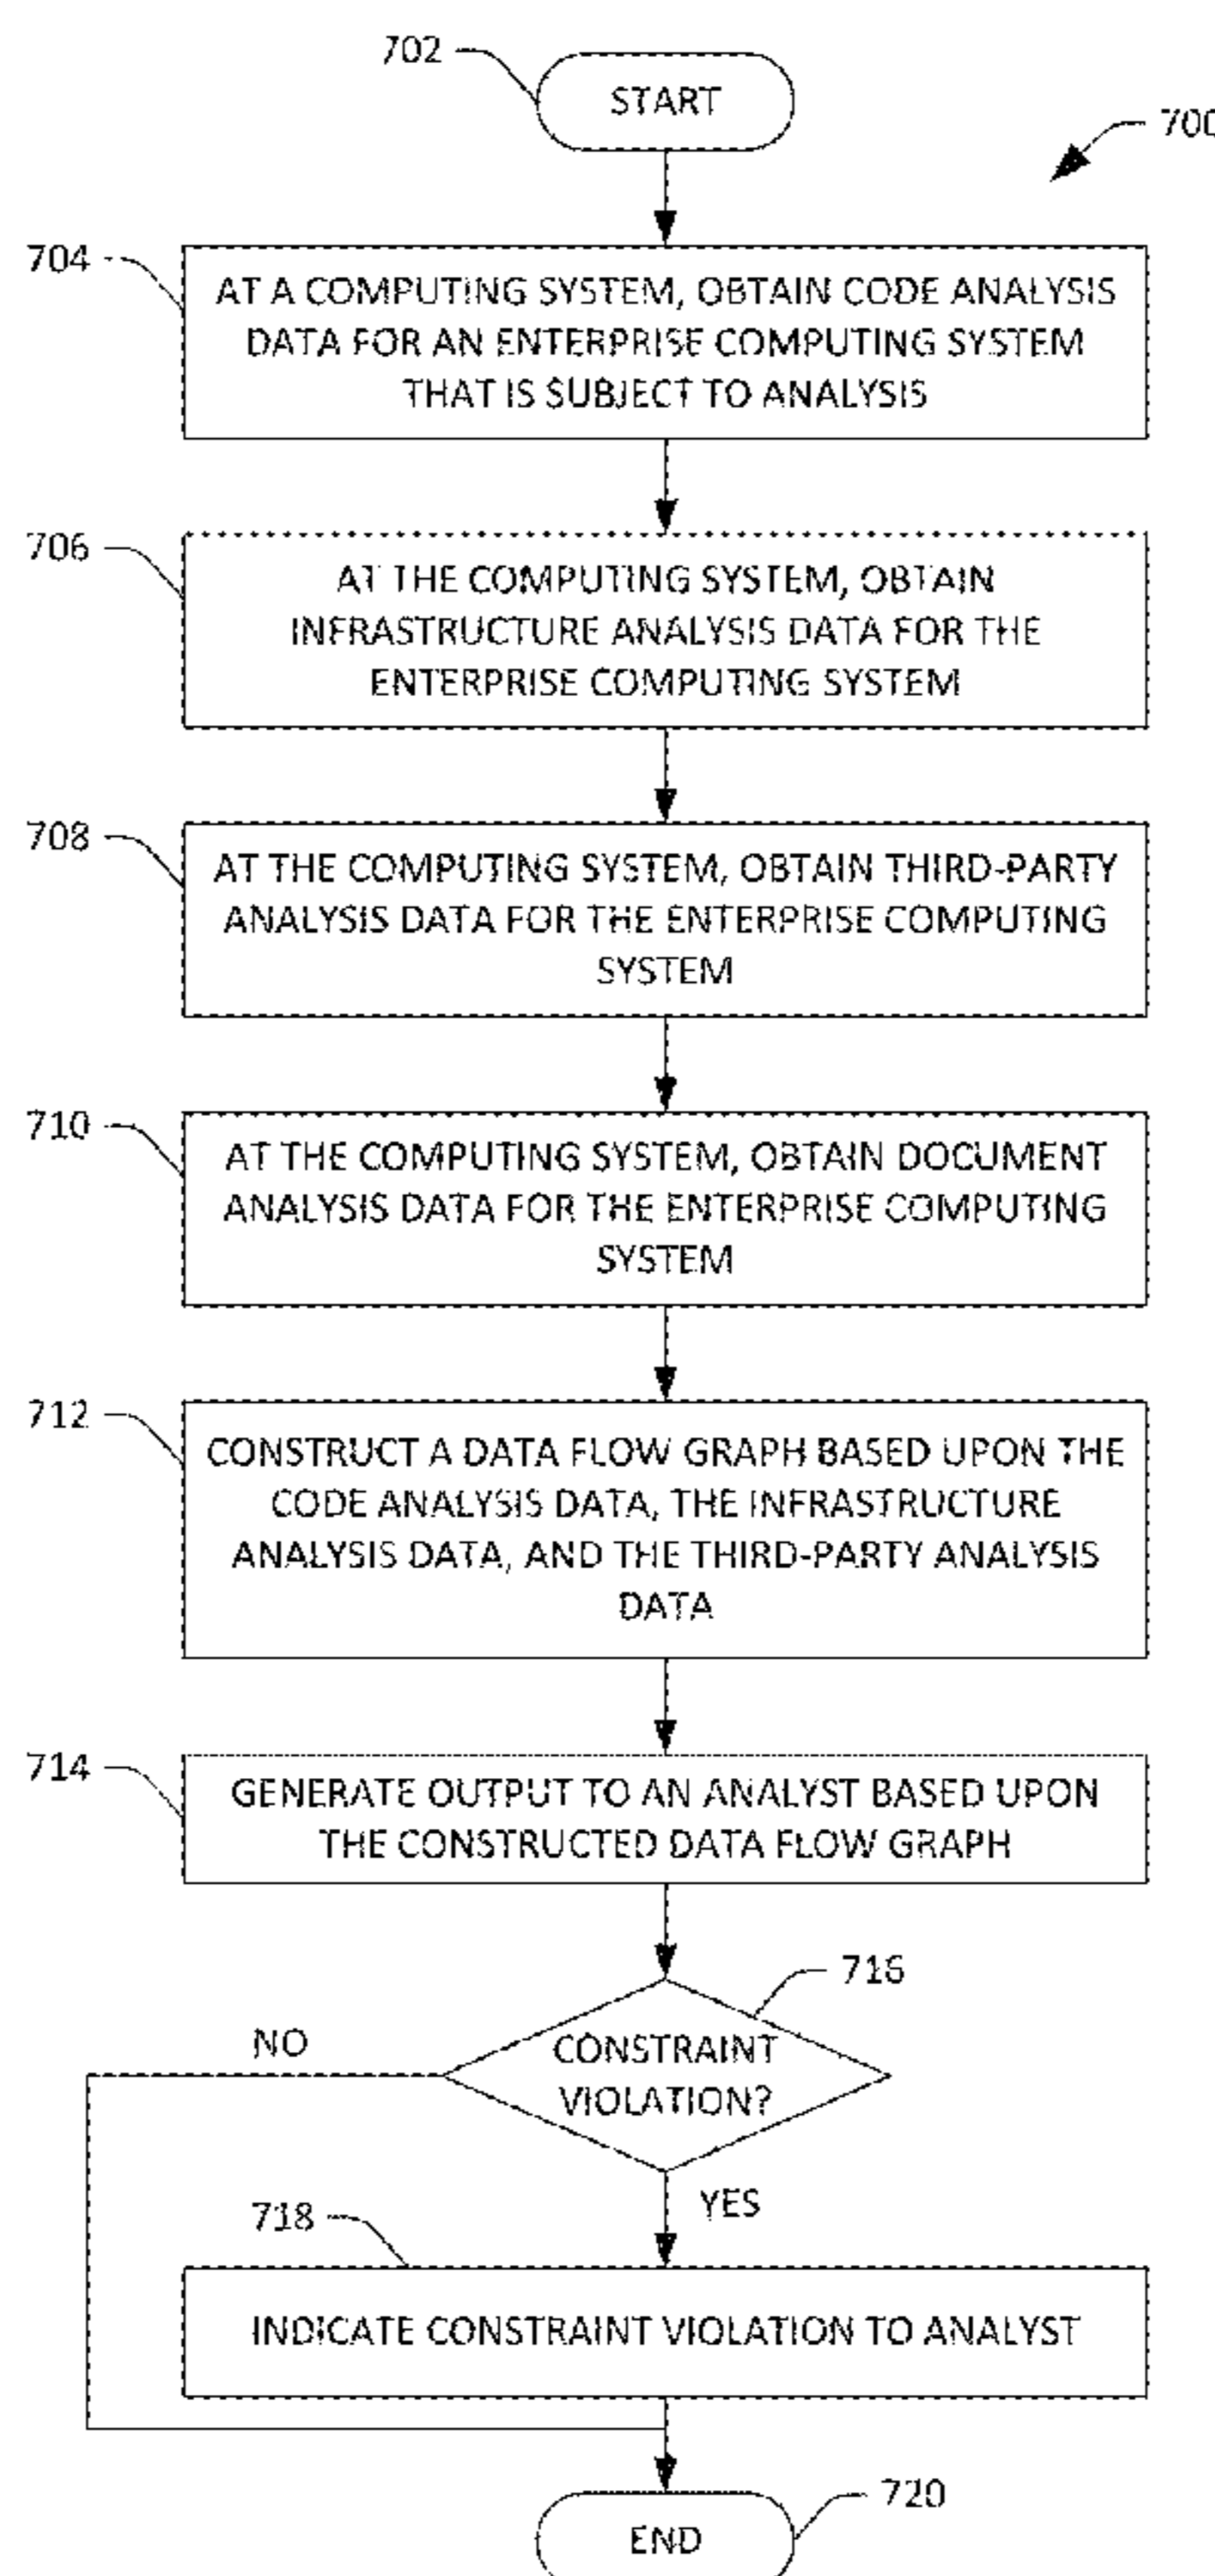 702
START
700
704
AT A COMPUTING SYSTEM, OBTAIN CODE ANALYSIS
DATA FOR AN ENTERPRISE COMPUTING SYSTEM
THAT IS SUBJECT TO ANALYSIS
706
AT THE COMPUTING SYSTEM, OBTAIN
INFRASTRUCTURE ANALYSIS DATA FOR THE
ENTERPRISE COMPUTING SYSTEM
708
AT THE COMPUTING SYSTEM, OBTAIN THIRD-PARTY
ANALYSIS DATA FOR THE ENTERPRISE COMPUTING
SYSTEM
710
AT THE COMPUTING SYSTEM, OBTAIN DOCUMENT
ANALYSIS DATA FOR THE ENTERPRISE COMPUTING
SYSTEM
712
CONSTRUCT A DATA FLOW GRAPH BASED UPON THE
CODE ANALYSIS DATA, THE INFRASTRUCTURE
ANALYSIS DATA, AND THE THIRD-PARTY ANALYSIS
DATA
714
GENERATE OUTPUT TO AN ANALYST BASED UPON
THE CONSTRUCTED DATA FLOW GRAPH
716
NO
CONSTRAINT
VIOLATION?
YES
718
INDICATE CONSTRAINT VIOLATION TO ANALYST
720
END